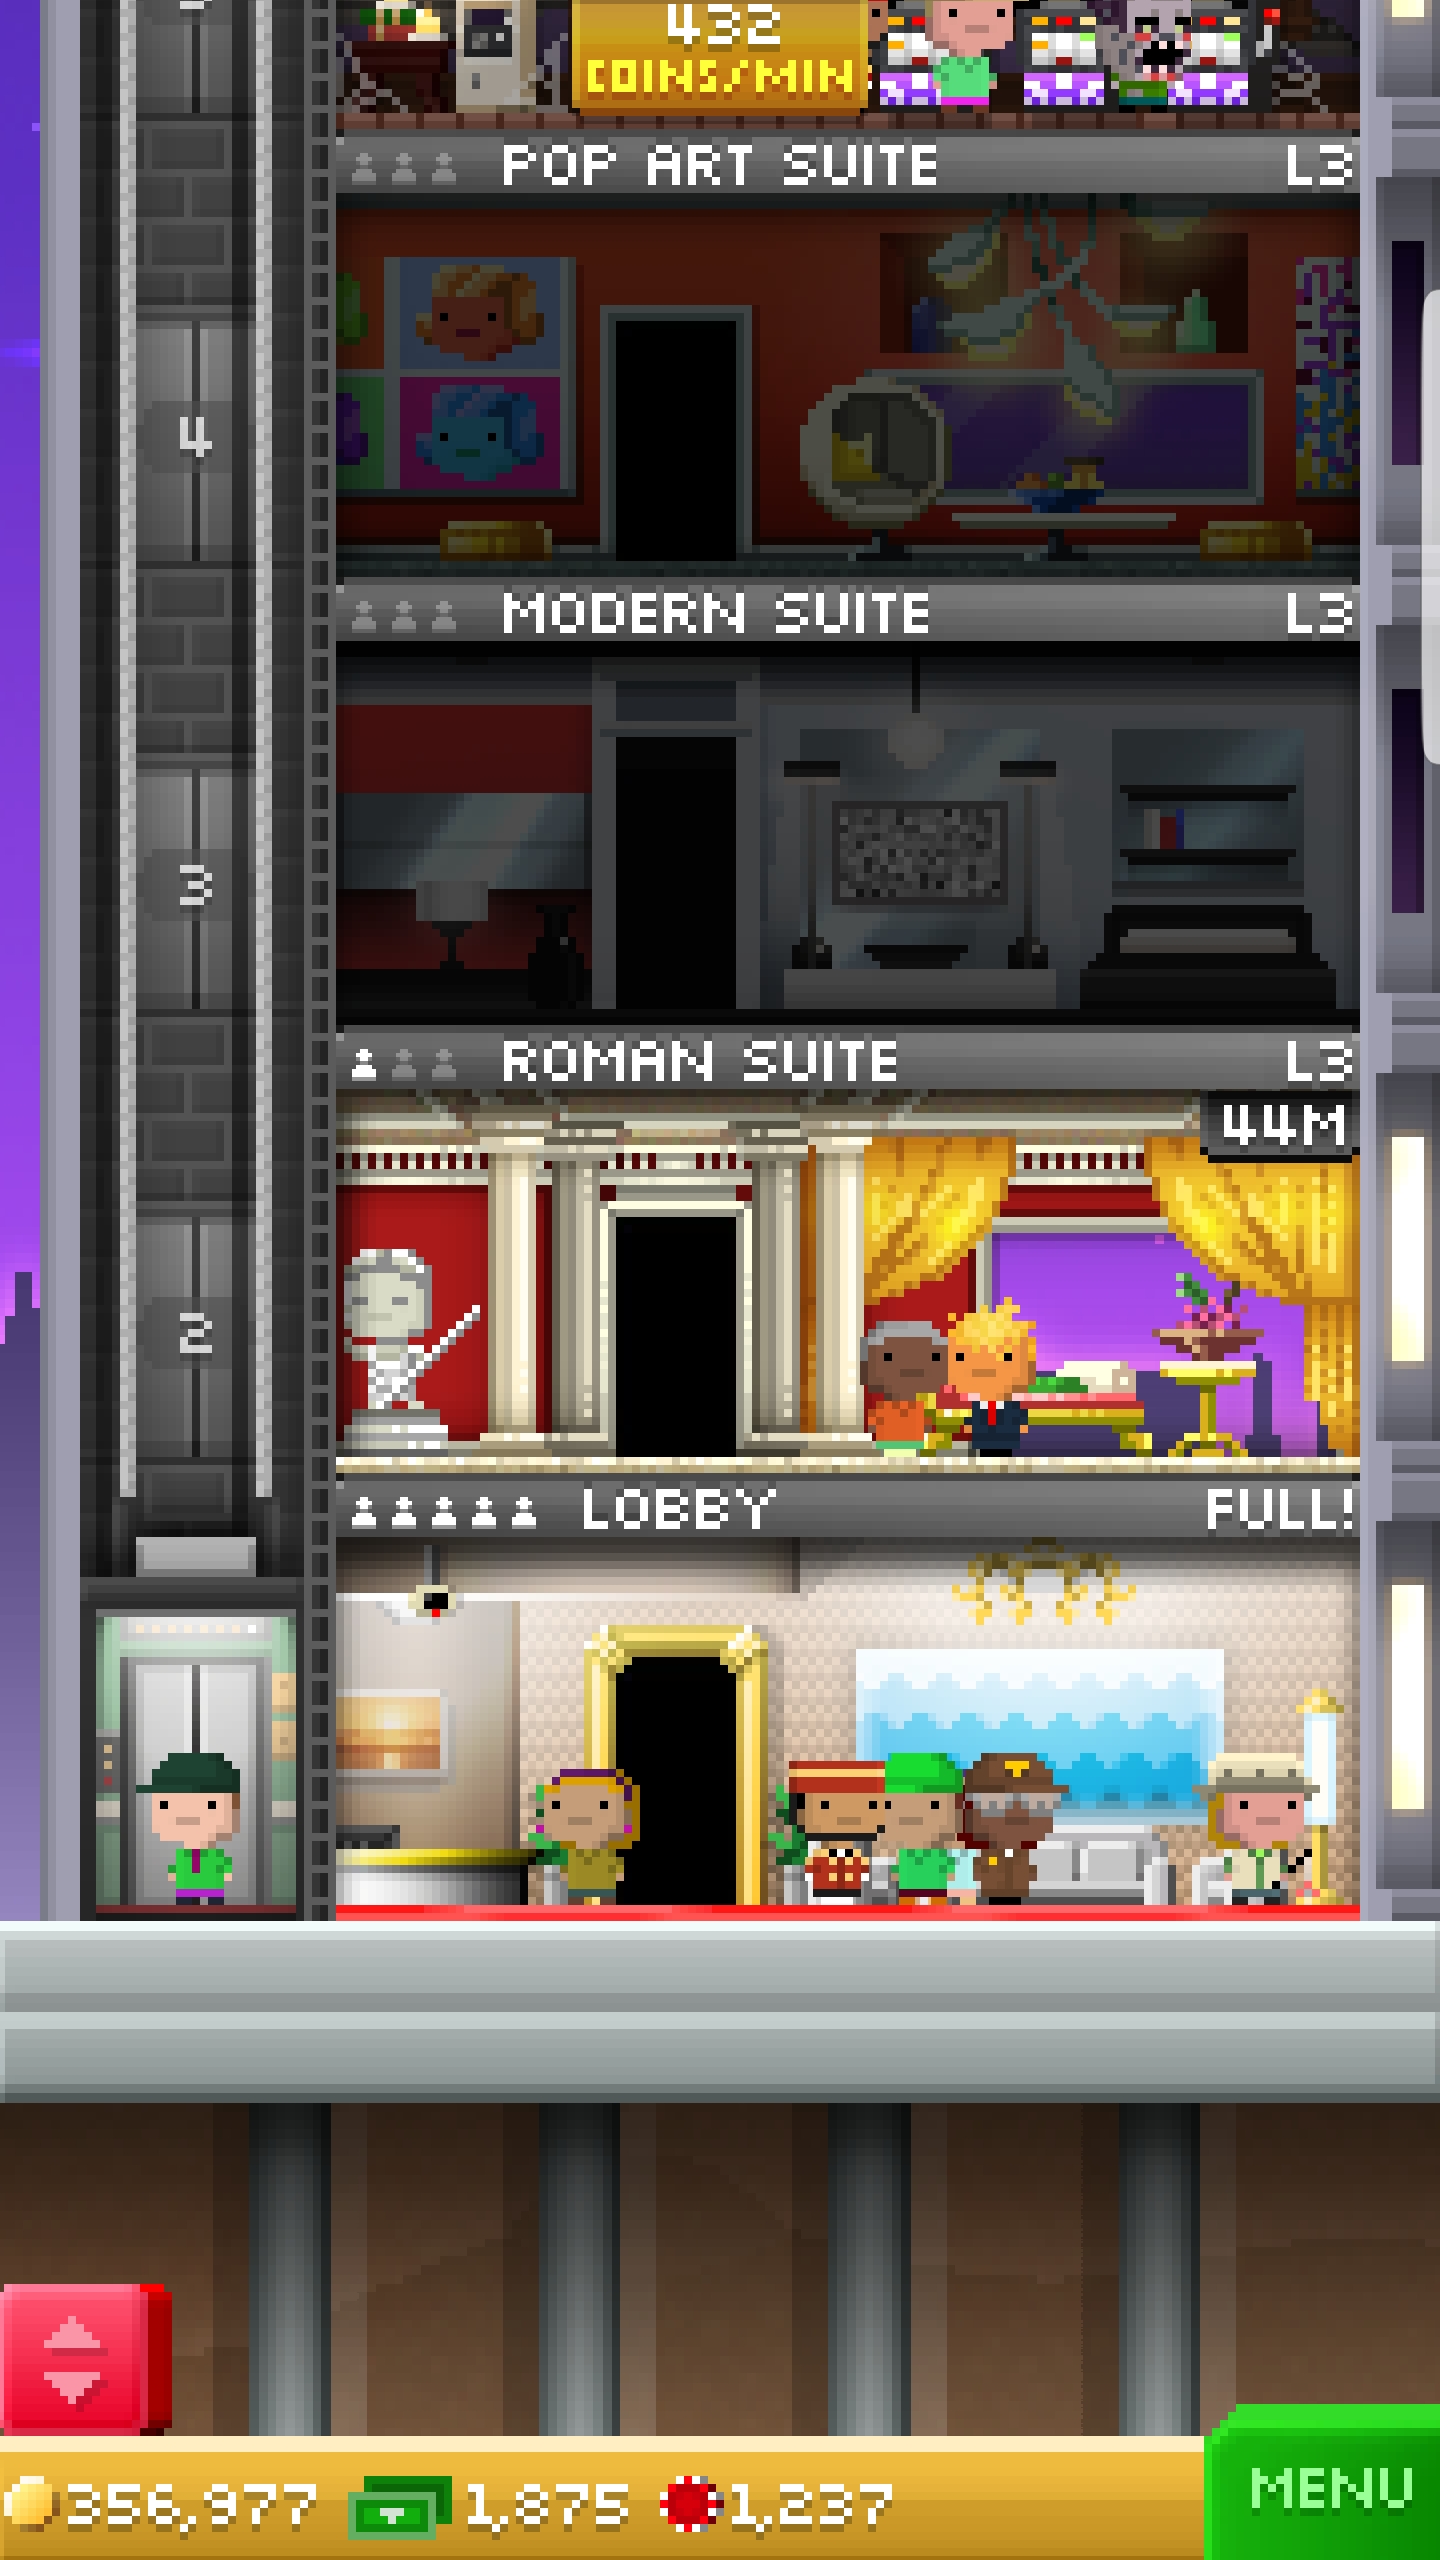 432
COINS/MIN
POP ART SUITE L3
4
MODERN SUITE L3
3
ROMAN SUITE L3
44M
2
LOBBY FULL!
356,977 1,875 1,237 MENU